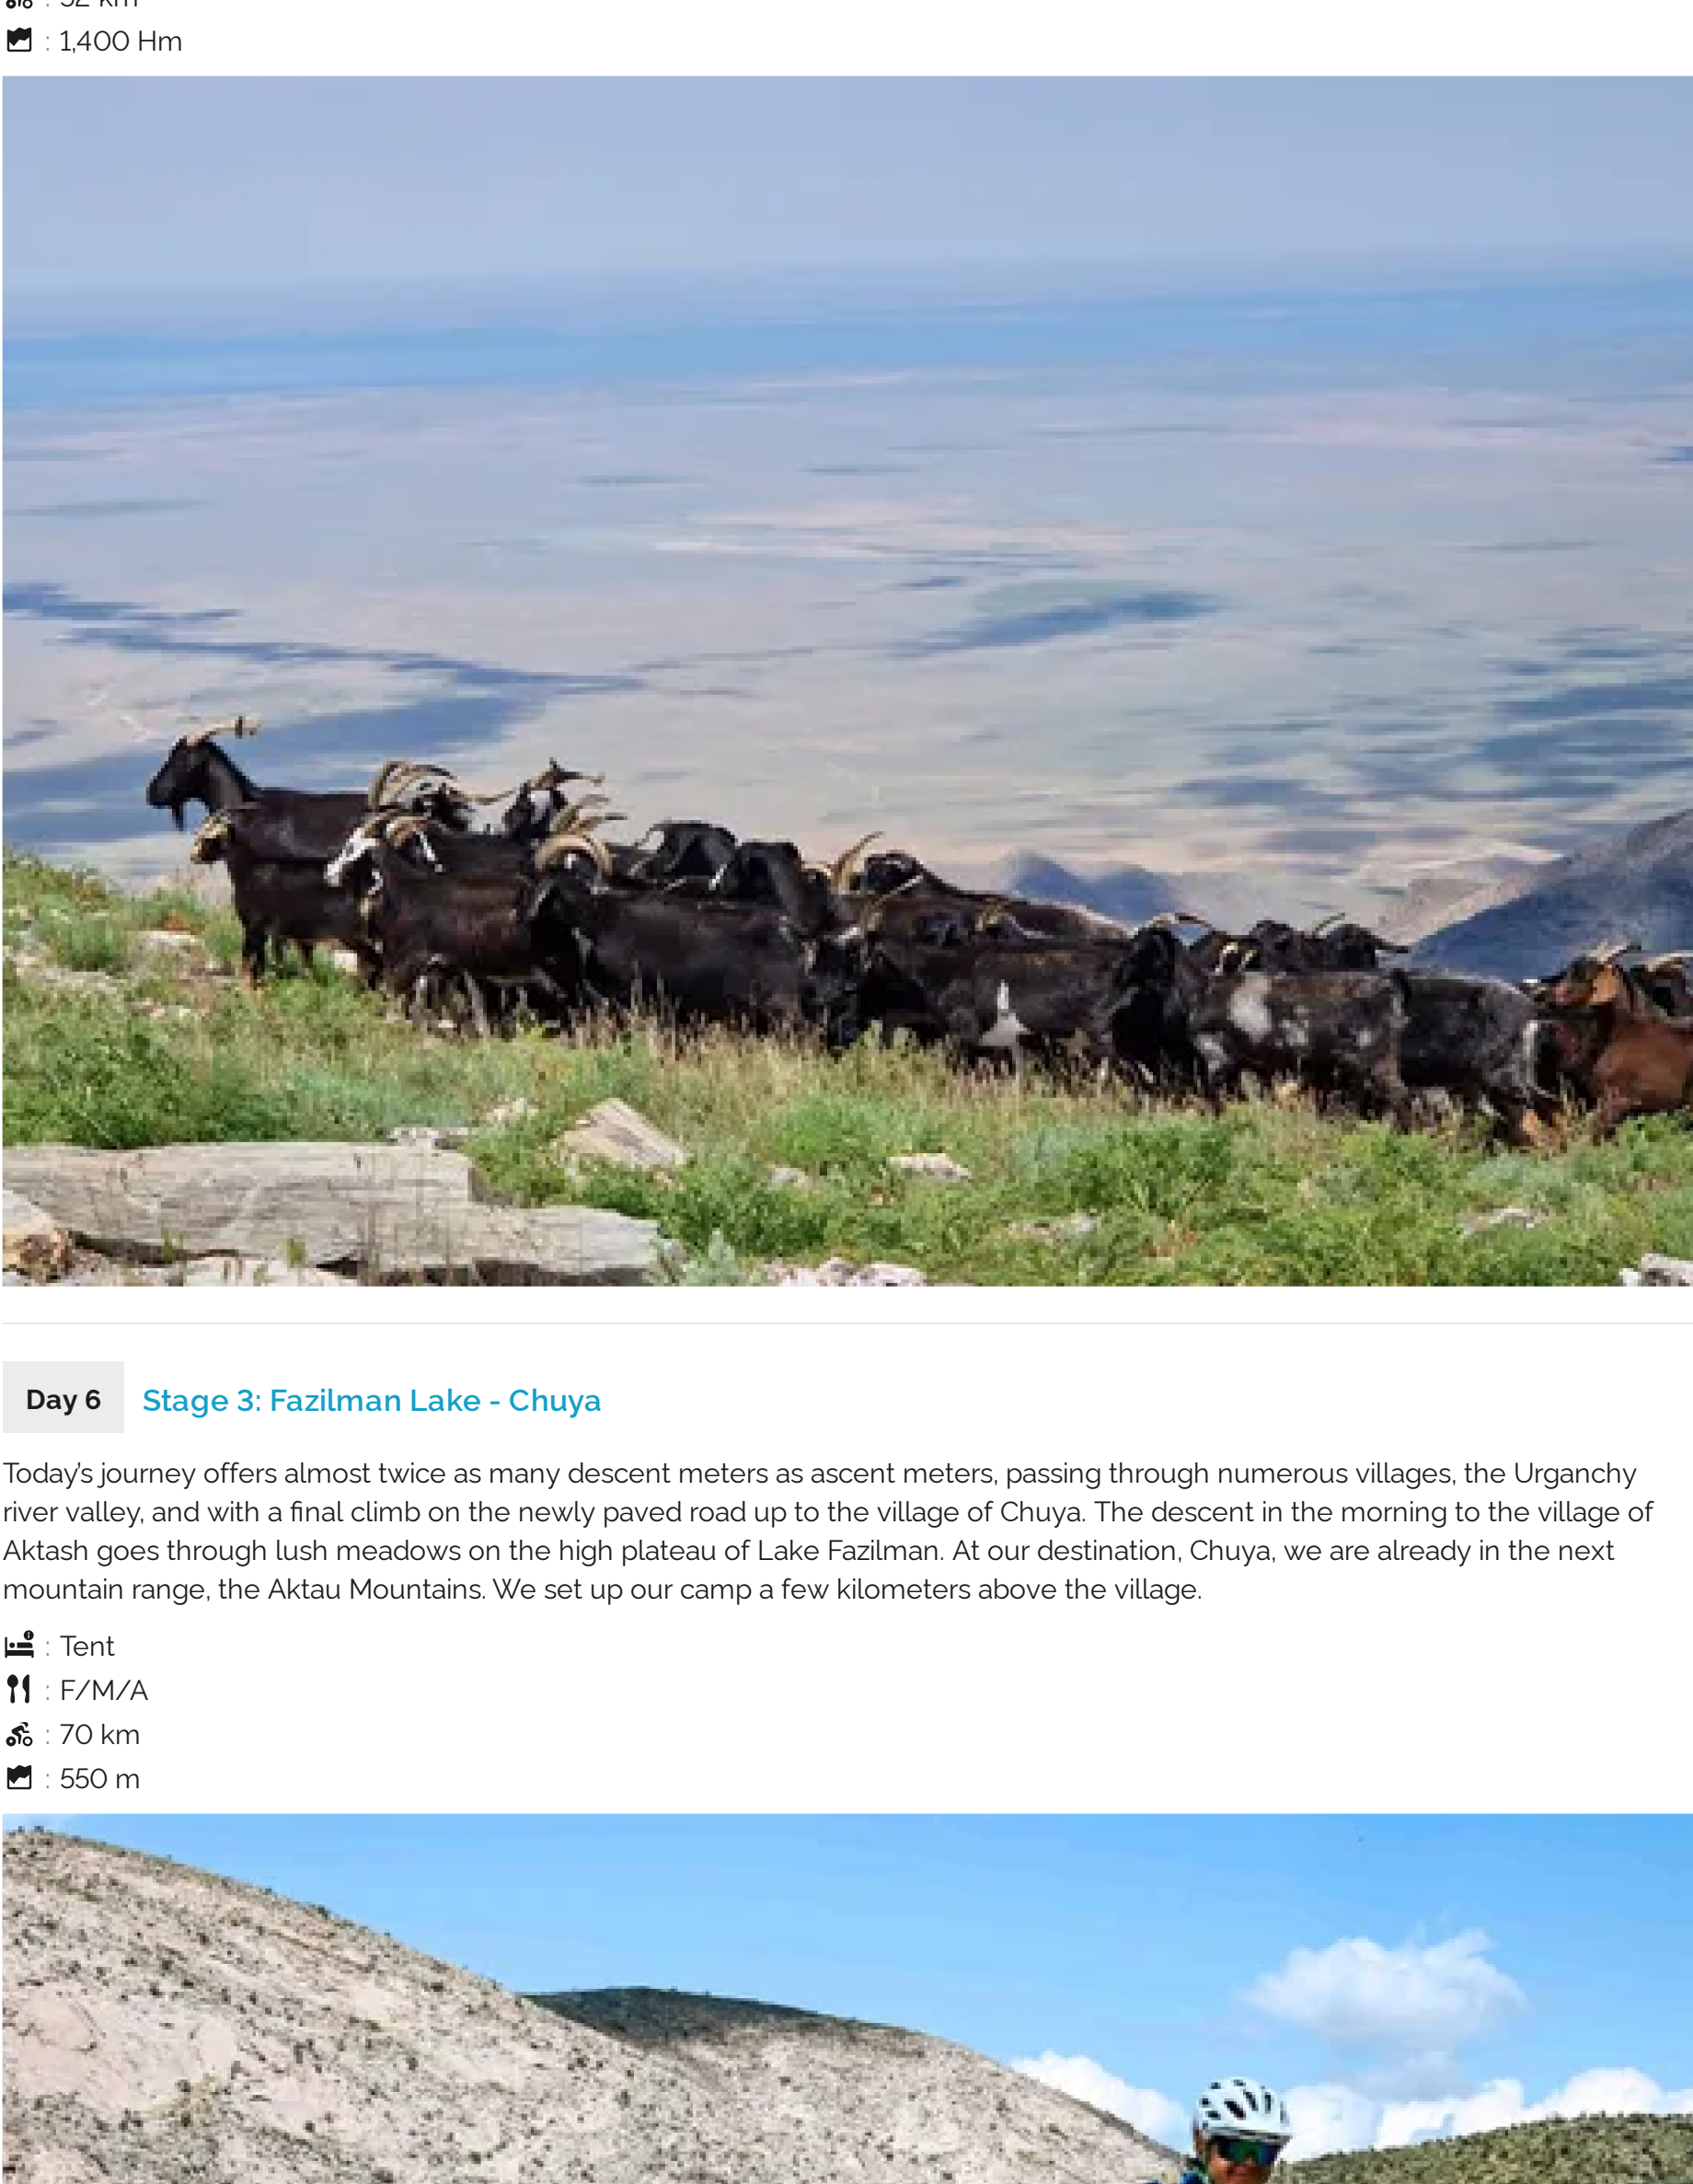 : 1,400 Hm
Day 6 Stage 3: Fazilman Lake - Chuya
Today's journey offers almost twice as many descent meters as ascent meters, passing through numerous villages, the Urganchy
river valley, and with a final climb on the newly paved road up to the village of Chuya. The descent in the morning to the village of
Aktash goes through lush meadows on the high plateau of Lake Fazilman. At our destination, Chuya, we are already in the next
mountain range, the Aktau Mountains. We set up our camp a few kilometers above the village.
: Tent
: F/M/A
: 70 km
: 550 m